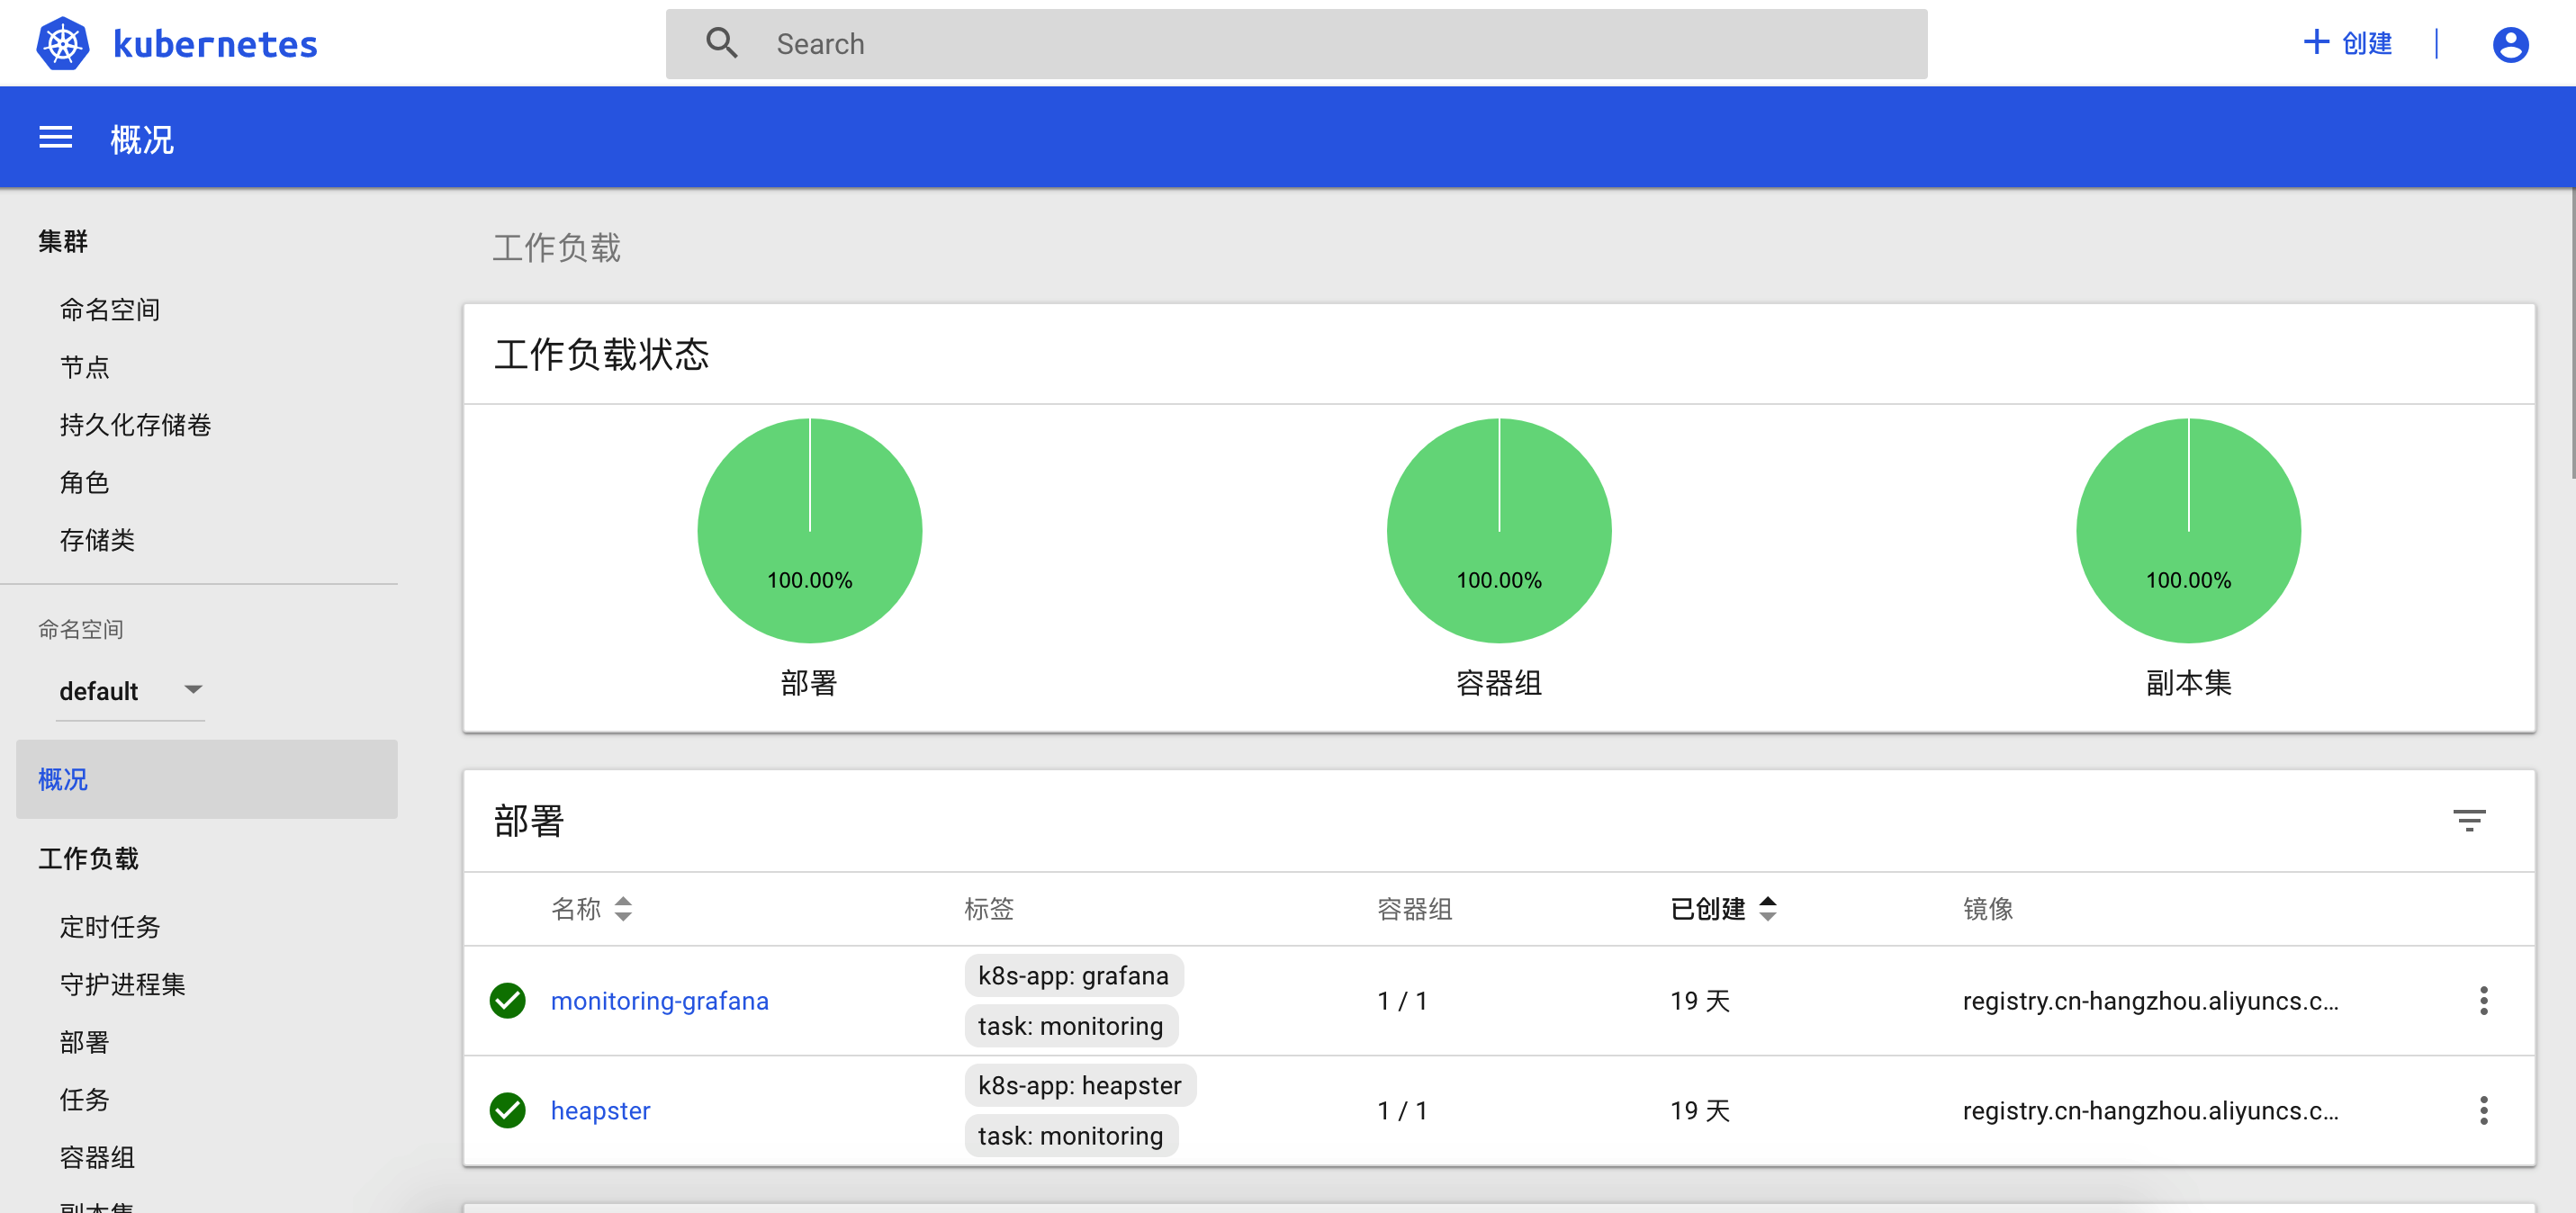 kubernetes
Search
创建
概况
集群
命名空间
节点
持久化存储卷
角色
存储类
命名空间
default
概况
工作负载
定时任务
守护进程集
部署
任务
容器组
副本集
工作负载
工作负载状态
100.00%
100.00%
100.00%
部署
容器组
副本集
部署
名称
标签
容器组
已创建
镜像
monitoring-grafana
k8s-app: grafana
task: monitoring
1 / 1
19 天
registry.cn-hangzhou.aliyuncs.c...
heapster
k8s-app: heapster
task: monitoring
1 / 1
19 天
registry.cn-hangzhou.aliyuncs.c...